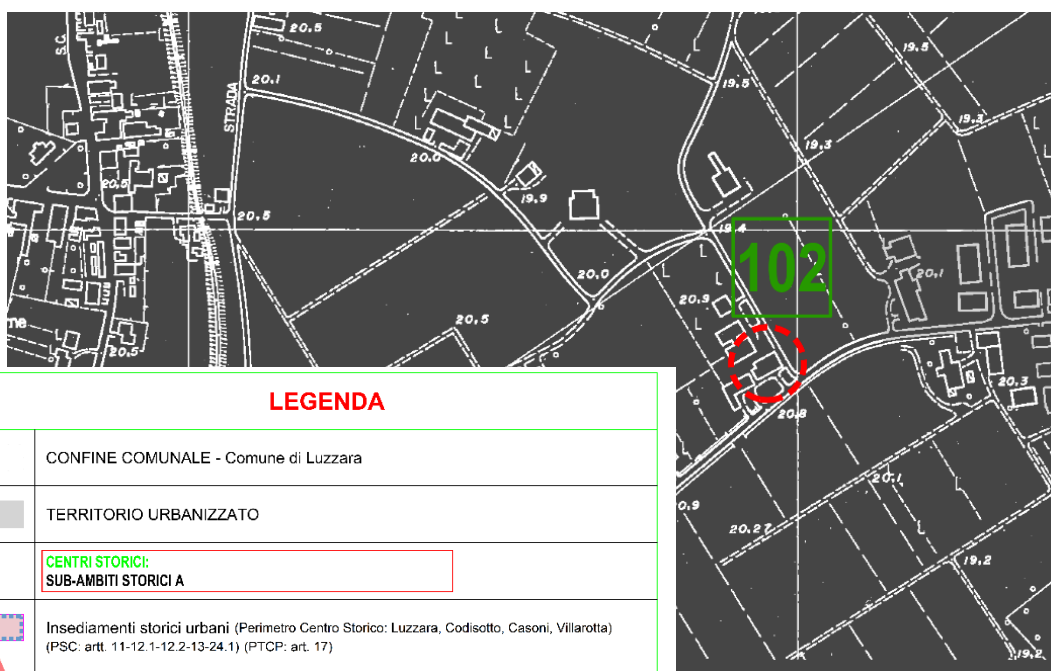 20.5
S.C.
19.5
20.1
19.5
STRADA
19.3
19.3
20.0
20,5
19.9
20.5
19.4
102
20.0
20.1
20.9
20.5
ne
20,5
20.3
20.8
LEGENDA
CONFINE COMUNALE - Comune di Luzzara
TERRITORIO URBANIZZATO
CENTRI STORICI:
SUB-AMBITI STORICI A
Insediamenti storici urbani (Perimetro Centro Storico: Luzzara, Codisotto, Casoni, Villarotta)
(PSC: artt. 11-12.1-12.2-13-24.1) (PTCP: art. 17)
20.1
0.9
20.27
19.2
19.2